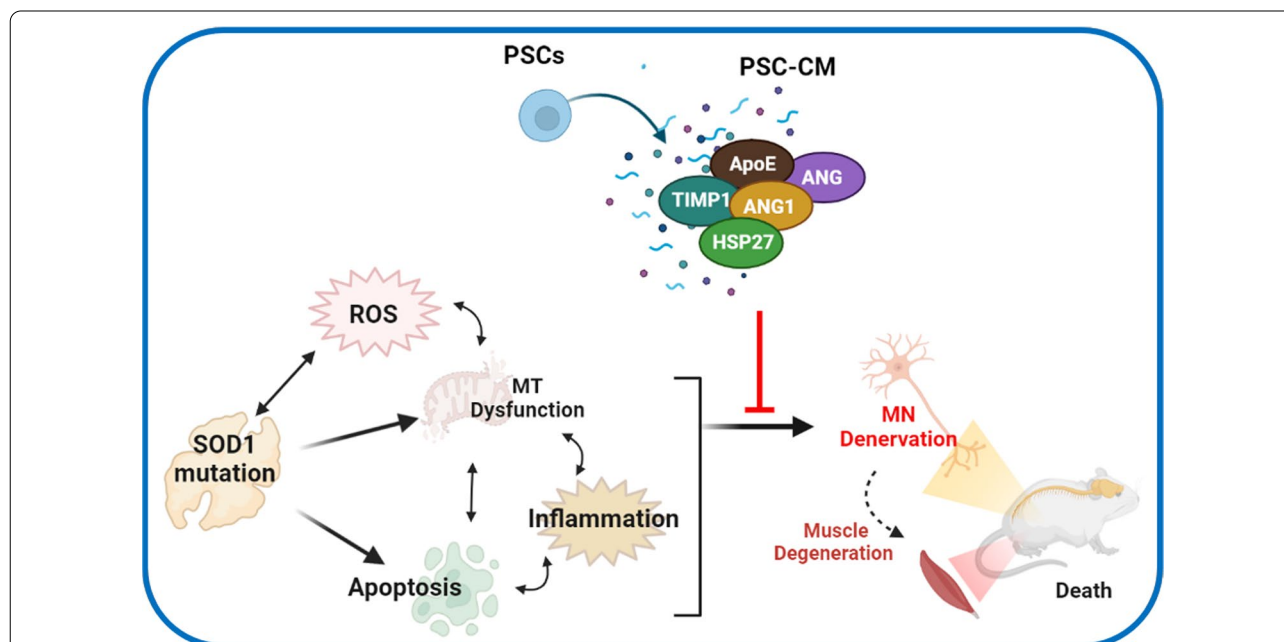 PSCs
PSC-CM
ApoE
ANG
TIMP1
ANG1
HSP27
ROS
MT
Dysfunction
SOD1
mutation
Inflammation
Apoptosis
MN
Denervation
Muscle
Degeneration
Death